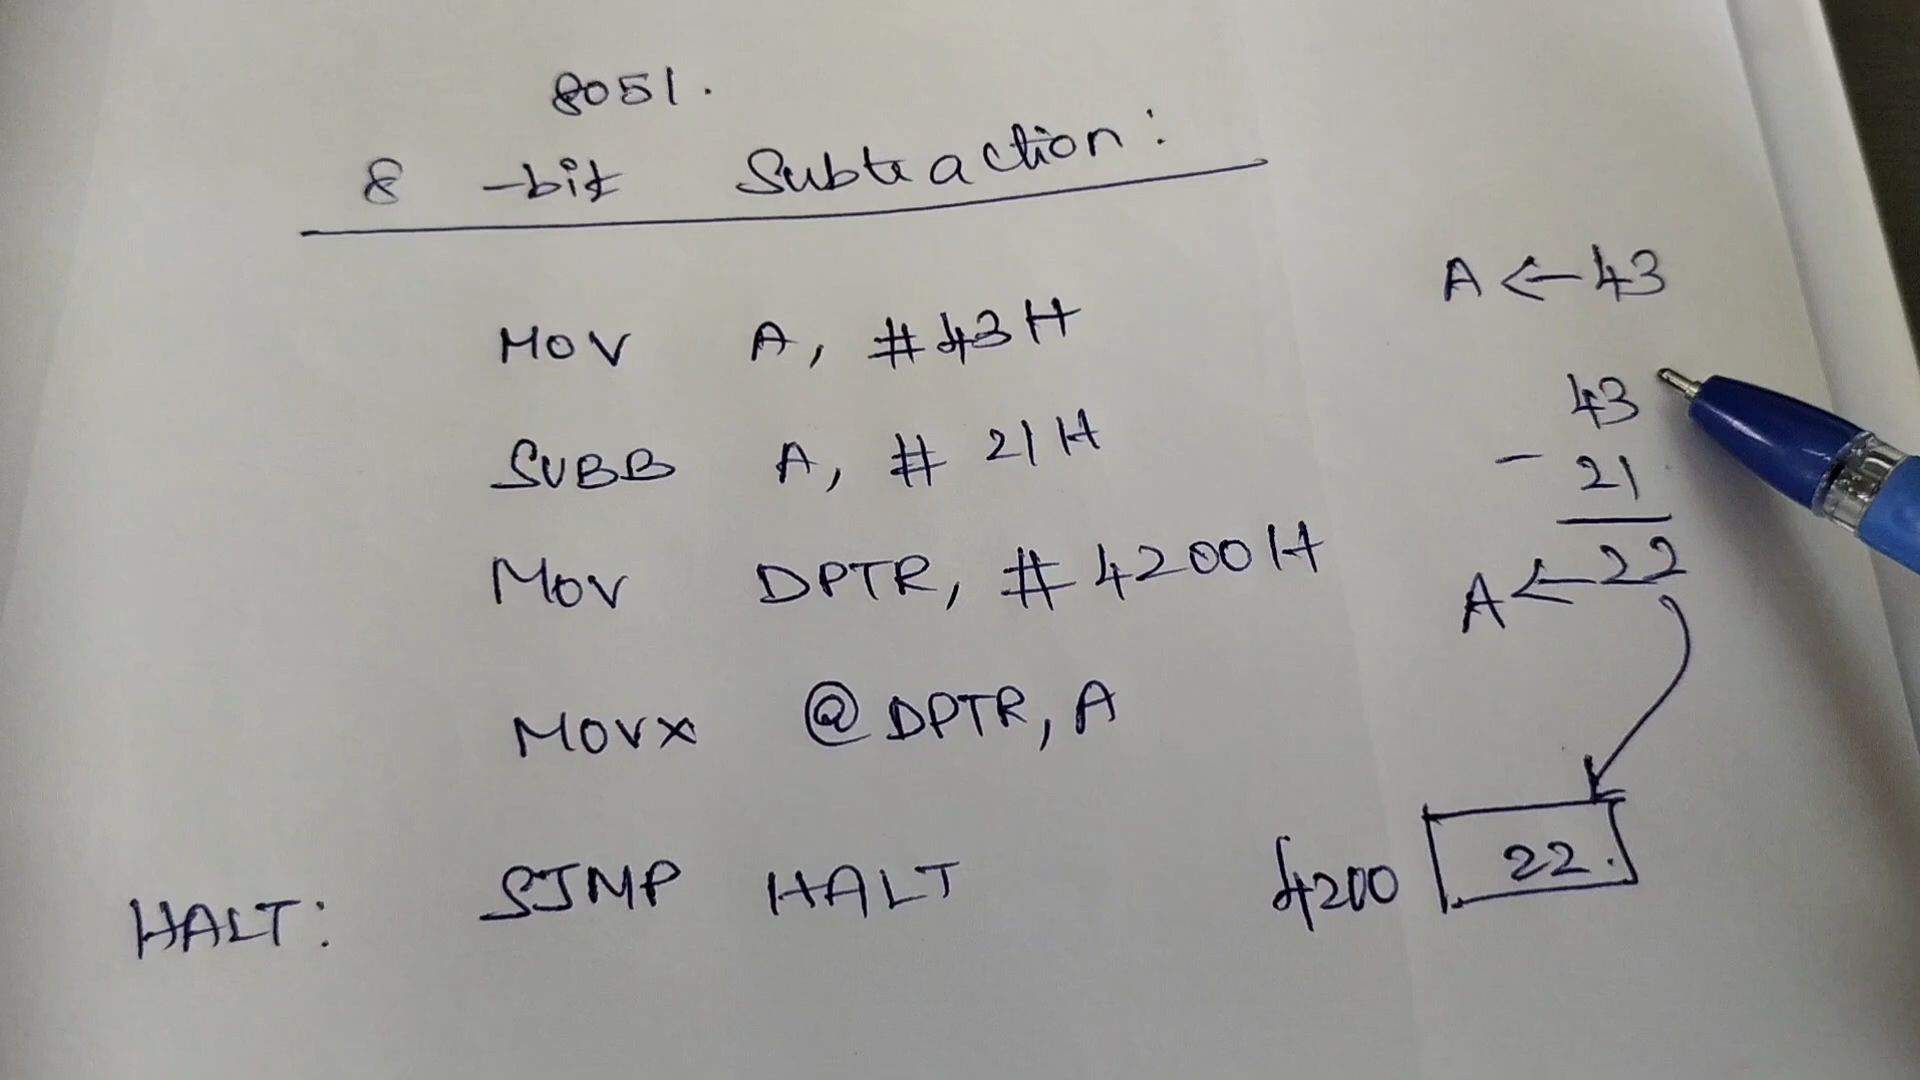 8051.
8 -bit Subtraction:
MOV A, #43H
SUBB A, # 21H
MOV DPTR, #4200H
MOVX @DPTR, A
HALT: SJMP HALT
A ← 43
43
- 21
A ← 22
4200 22.